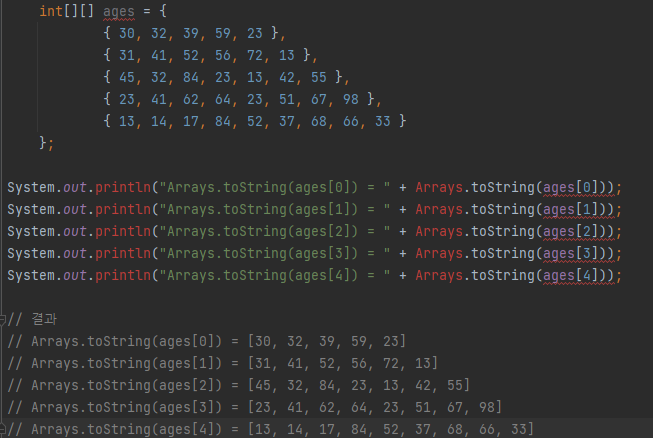 int[][] ages = {
{ 30, 32, 39, 59, 23 },
{ 31, 41, 52, 56, 72, 13 },
{ 45, 32, 84, 23, 13, 42, 55 },
{ 23, 41, 62, 64, 23, 51, 67, 98 },
{ 13, 14, 17, 84, 52, 37, 68, 66, 33 }
};
System.out.println("Arrays.toString(ages[0]) = " + Arrays.toString(ages[0]));
System.out.println("Arrays.toString(ages[1]) = " + Arrays.toString(ages[1]));
System.out.println("Arrays.toString(ages[2]) = " + Arrays.toString(ages[2]));
System.out.println("Arrays.toString(ages[3]) = " + Arrays.toString(ages[3]));
System.out.println("Arrays.toString(ages[4]) = " + Arrays.toString(ages[4]));
// 결과
// Arrays.toString(ages[0]) = [30, 32, 39, 59, 23]
// Arrays.toString(ages[1]) = [31, 41, 52, 56, 72, 13]
// Arrays.toString(ages[2]) = [45, 32, 84, 23, 13, 42, 55]
// Arrays.toString(ages[3]) = [23, 41, 62, 64, 23, 51, 67, 98]
// Arrays.toString(ages[4]) = [13, 14, 17, 84, 52, 37, 68, 66, 33]